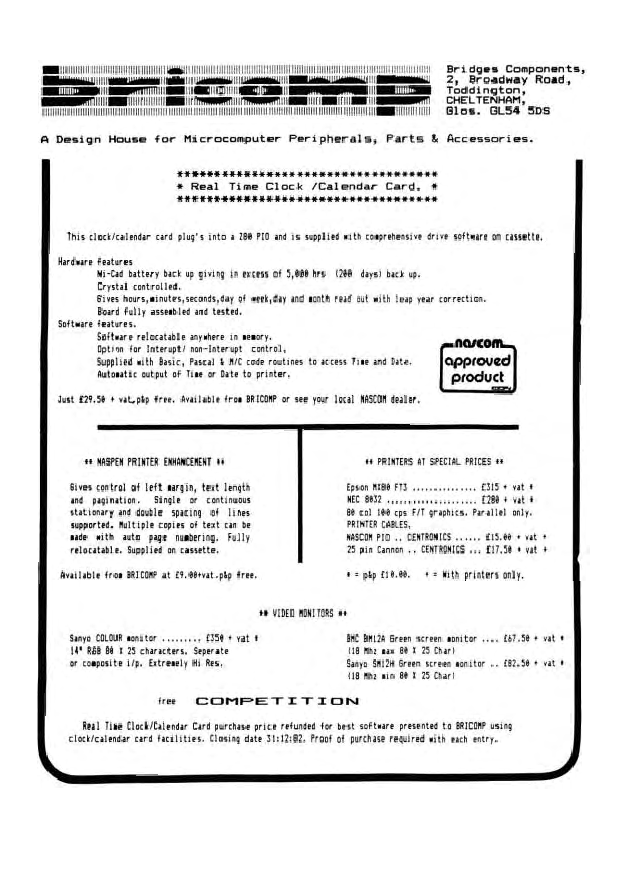 bricomp
Bridges Components,
2, Broadway Road,
Toddington,
CHELTENHAM,
Glos. GL54 5DS
A Design House for Microcomputer Peripherals, Parts & Accessories.
***********************************
* Real Time Clock /Calendar Card. *
***********************************
This clock/calendar card plug's into a Z80 PIO and is supplied with comprehensive drive software on cassette.
Hardware features
Ni-Cad battery back up giving in excess of 5,000 hrs (200 days) back up.
Crystal controlled.
Gives hours,minutes,seconds,day of week,day and month read out with leap year correction.
Board fully assembled and tested.
Software features.
Software relocatable anywhere in memory.
Option for Interupt/ non-Interupt control.
Supplied with Basic, Pascal & M/C code routines to access Time and Date.
Automatic output of Time or Date to printer.
nascom
approved
product
Just £29.50 + vat.p&p free. Available from BRICOMP or see your local NASCOM dealer.
** NASPEN PRINTER ENHANCEMENT **
Gives control of left margin, text length
and pagination. Single or continuous
stationary and double spacing of lines
supported. Multiple copies of text can be
made with auto page numbering. Fully
relocatable. Supplied on cassette.
Available from BRICOMP at £9.00+vat.p&p free.
** PRINTERS AT SPECIAL PRICES **
Epson MX80 FT3 ............... £315 + vat *
NEC 8032 ..................... £280 + vat *
80 col 100 cps F/T graphics. Parallel only.
PRINTER CABLES.
NASCOM PIO .. CENTRONICS ...... £15.00 + vat +
25 pin Cannon .. CENTRONICS ... £17.50 + vat +
* = p&p £10.00. + = With printers only.
** VIDEO MONITORS **
Sanyo COLOUR monitor ......... £350 + vat *
14" RGB 80 X 25 characters. Seperate
or composite i/p. Extremely Hi Res.
BMC BM12A Green screen monitor .... £67.50 + vat *
(18 Mhz max 80 X 25 Char)
Sanyo SM12H Green screen monitor .. £82.50 + vat *
(18 Mhz min 80 X 25 Char)
free COMPETITION
Real Time Clock/Calendar Card purchase price refunded for best software presented to BRICOMP using
clock/calendar card facilities. Closing date 31:12:82. Proof of purchase required with each entry.